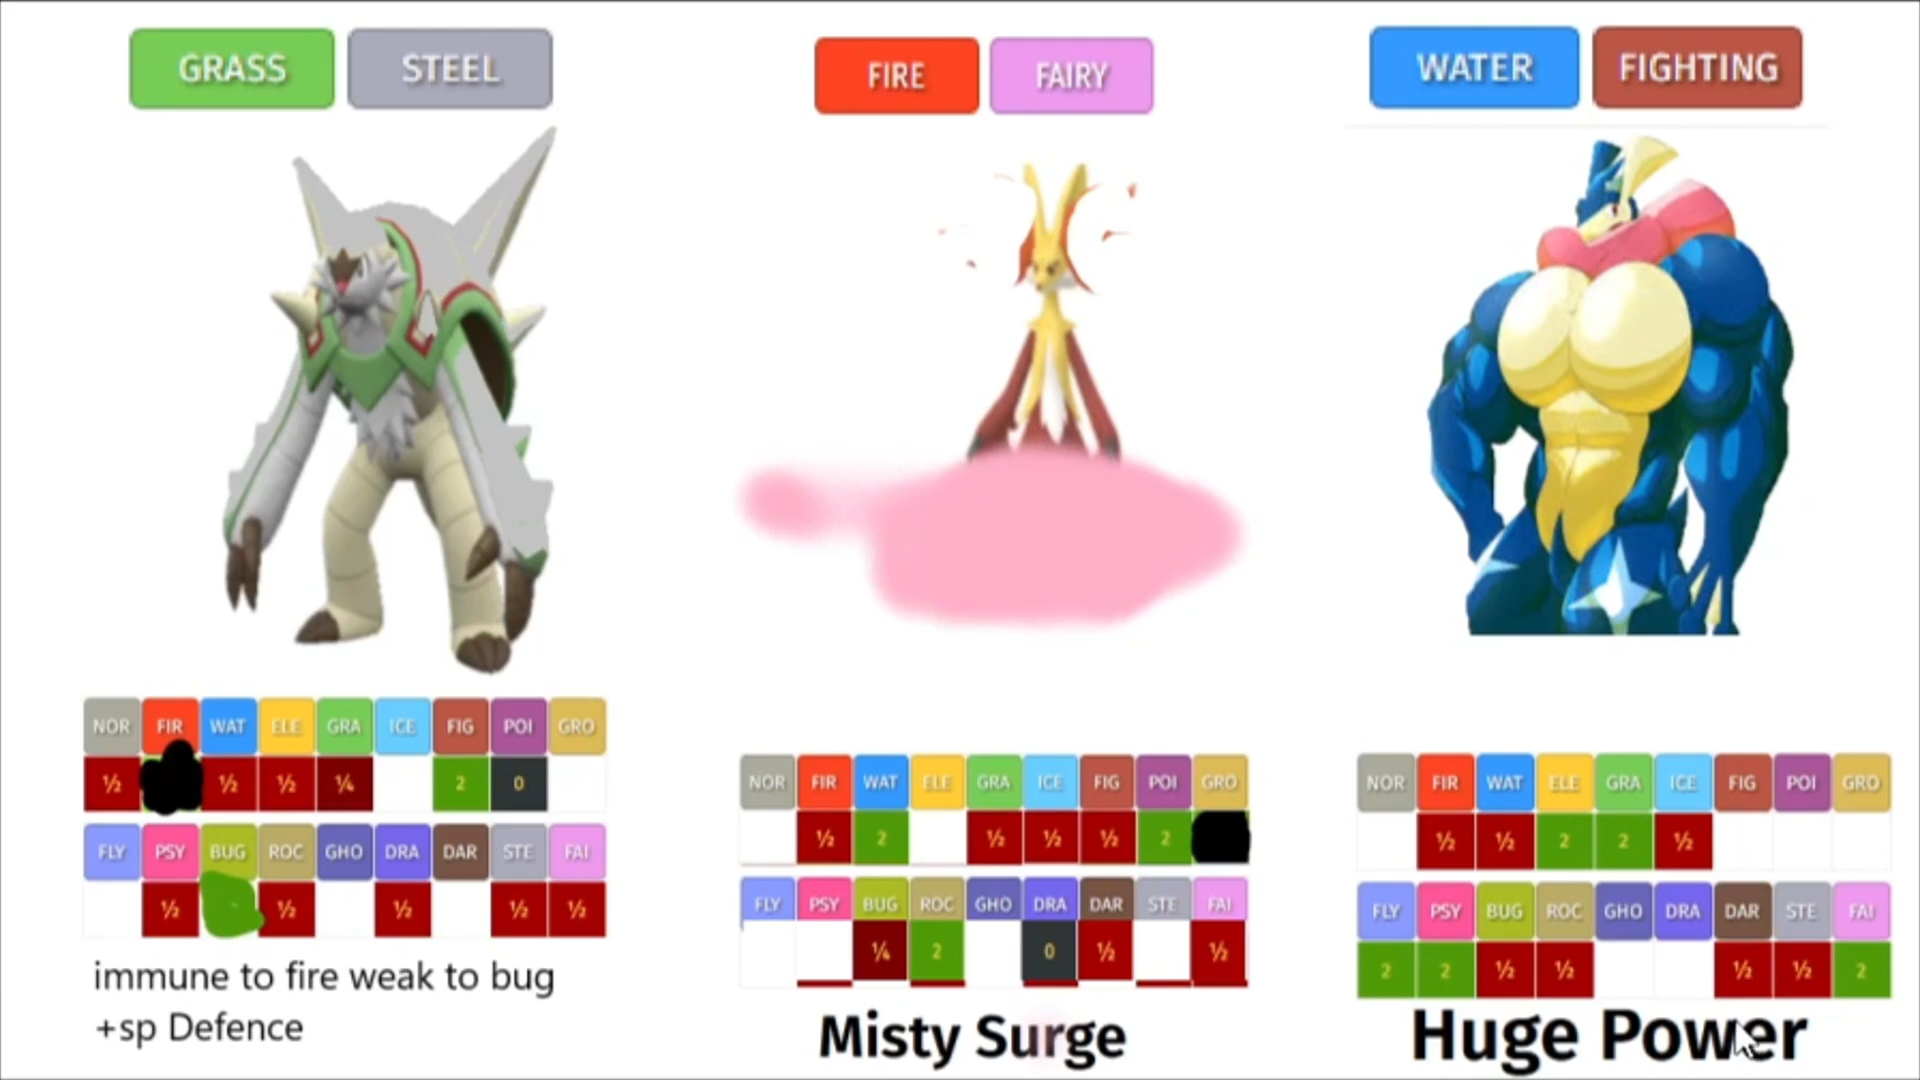 GRASS STEEL
FIRE FAIRY
WATER FIGHTING
NOR FIR WAT ELE GRA ICE FIG POI GRO
½ ½ ½ ¼ 2 0
FLY PSY BUG ROC GHO DRA DAR STE FAI
½ ½ ½ ½ ½
immune to fire weak to bug
+sp Defence
NOR FIR WAT ELE GRA ICE FIG POI GRO
½ 2 ½ ½ ½ 2
FLY PSY BUG ROC GHO DRA DAR STE FAI
¼ 2 0 ½ ½
Misty Surge
NOR FIR WAT ELE GRA ICE FIG POI GRO
½ ½ 2 2 ½
FLY PSY BUG ROC GHO DRA DAR STE FAI
2 2 ½ ½ ½ ½ 2
Huge Power